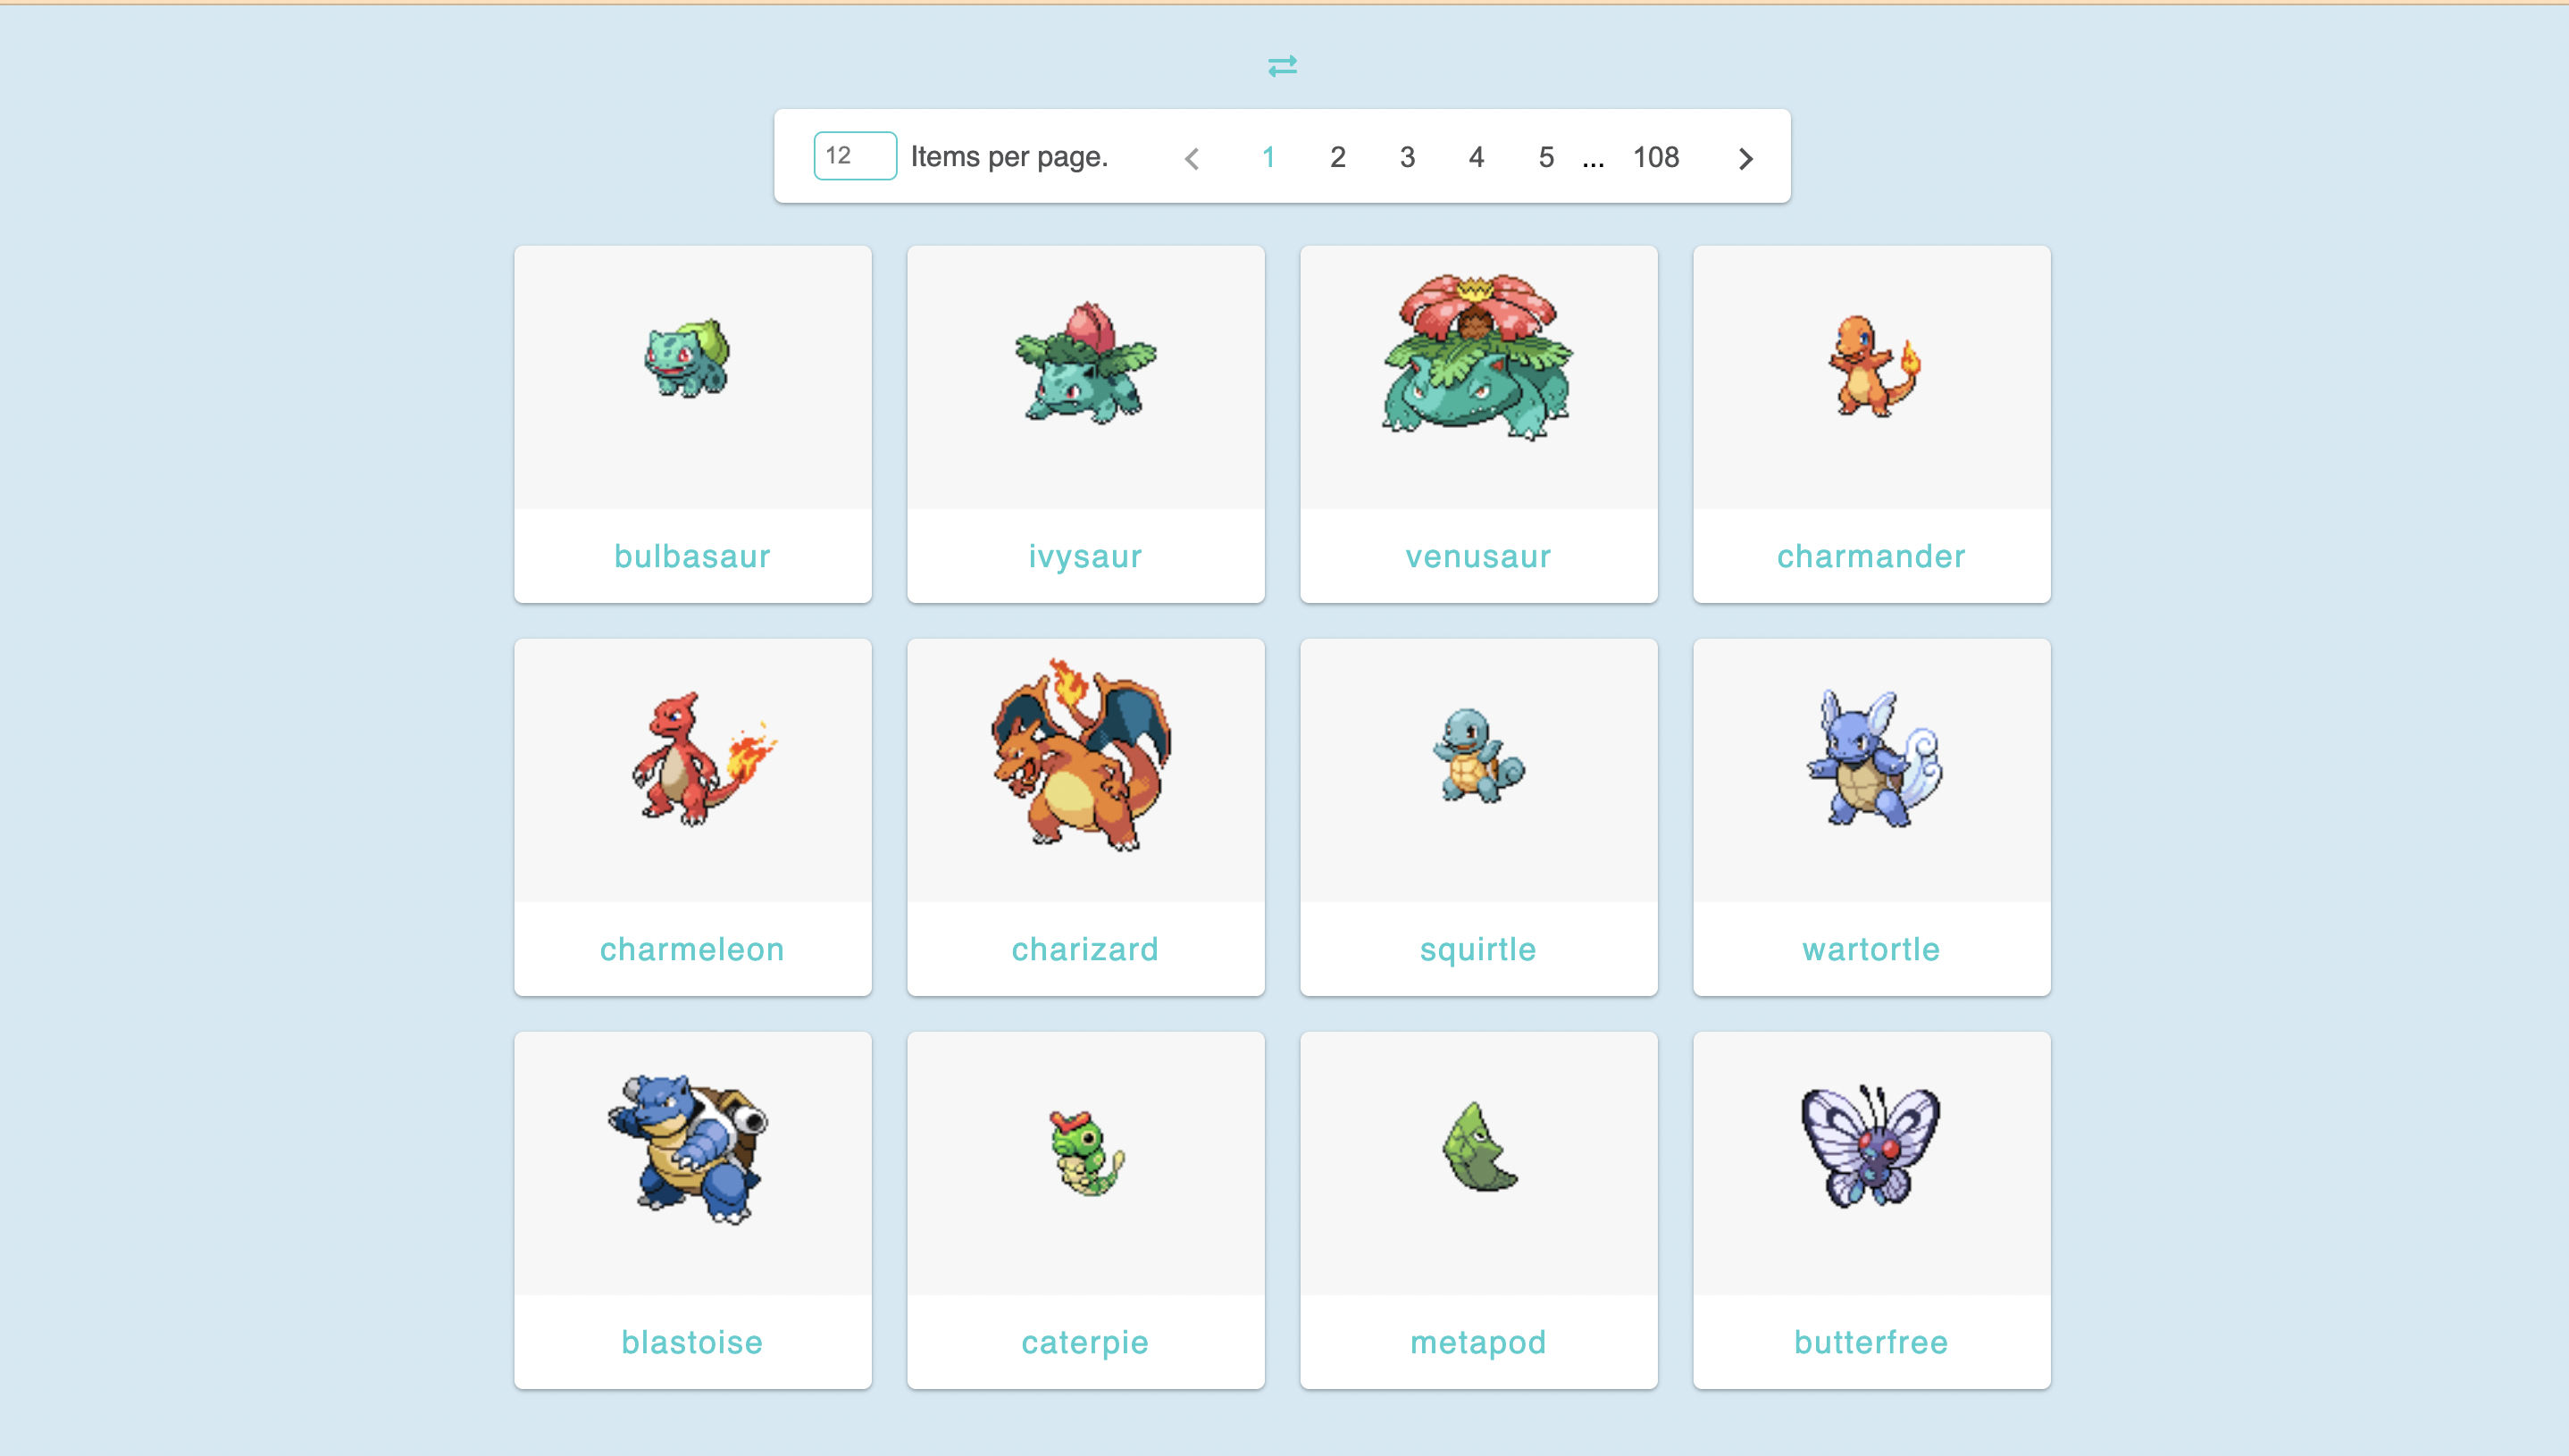 12 Items per page. 1 2 3 4 5 ... 108
bulbasaur ivysaur venusaur charmander
charmeleon charizard squirtle wartortle
blastoise caterpie metapod butterfree